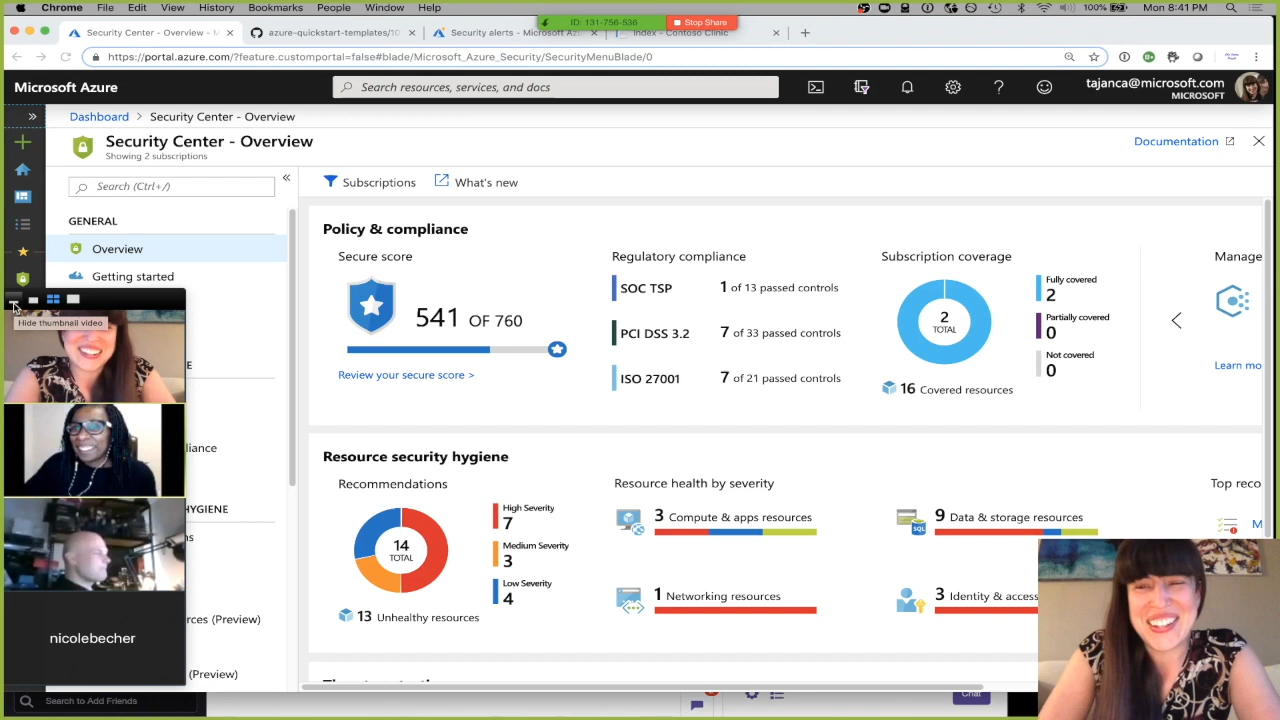 Chrome File Edit View History Bookmarks People Window Help
100% Mon 8:41 PM
ID: 131-756-536 Stop Share
Security Center - Overview - M
azure-quickstart-templates/10
Security alerts - Microsoft Az
Index - Contoso Clinic
https://portal.azure.com/?feature.customportal=false#blade/Microsoft_Azure_Security/SecurityMenuBlade/0
Microsoft Azure
Search resources, services, and docs
tajanca@microsoft.com
MICROSOFT
Dashboard > Security Center - Overview
Security Center - Overview
Showing 2 subscriptions
Documentation
Search (Ctrl+/)
Subscriptions What's new
GENERAL
Overview
Getting started
Hide thumbnail video
E
liance
HYGIENE
ns
rces (Preview)
(Preview)
nicolebecher
Policy & compliance
Secure score
541 OF 760
Review your secure score >
Regulatory compliance
SOC TSP 1 of 13 passed controls
PCI DSS 3.2 7 of 33 passed controls
ISO 27001 7 of 21 passed controls
Subscription coverage
2
TOTAL
Fully covered
2
Partially covered
0
Not covered
0
16 Covered resources
Manage
Learn mo
Resource security hygiene
Recommendations
14
TOTAL
High Severity
7
Medium Severity
3
Low Severity
4
13 Unhealthy resources
Resource health by severity
3 Compute & apps resources
9 Data & storage resources
SQL
1 Networking resources
3 Identity & access
Top reco
M
Search to Add Friends
Chat